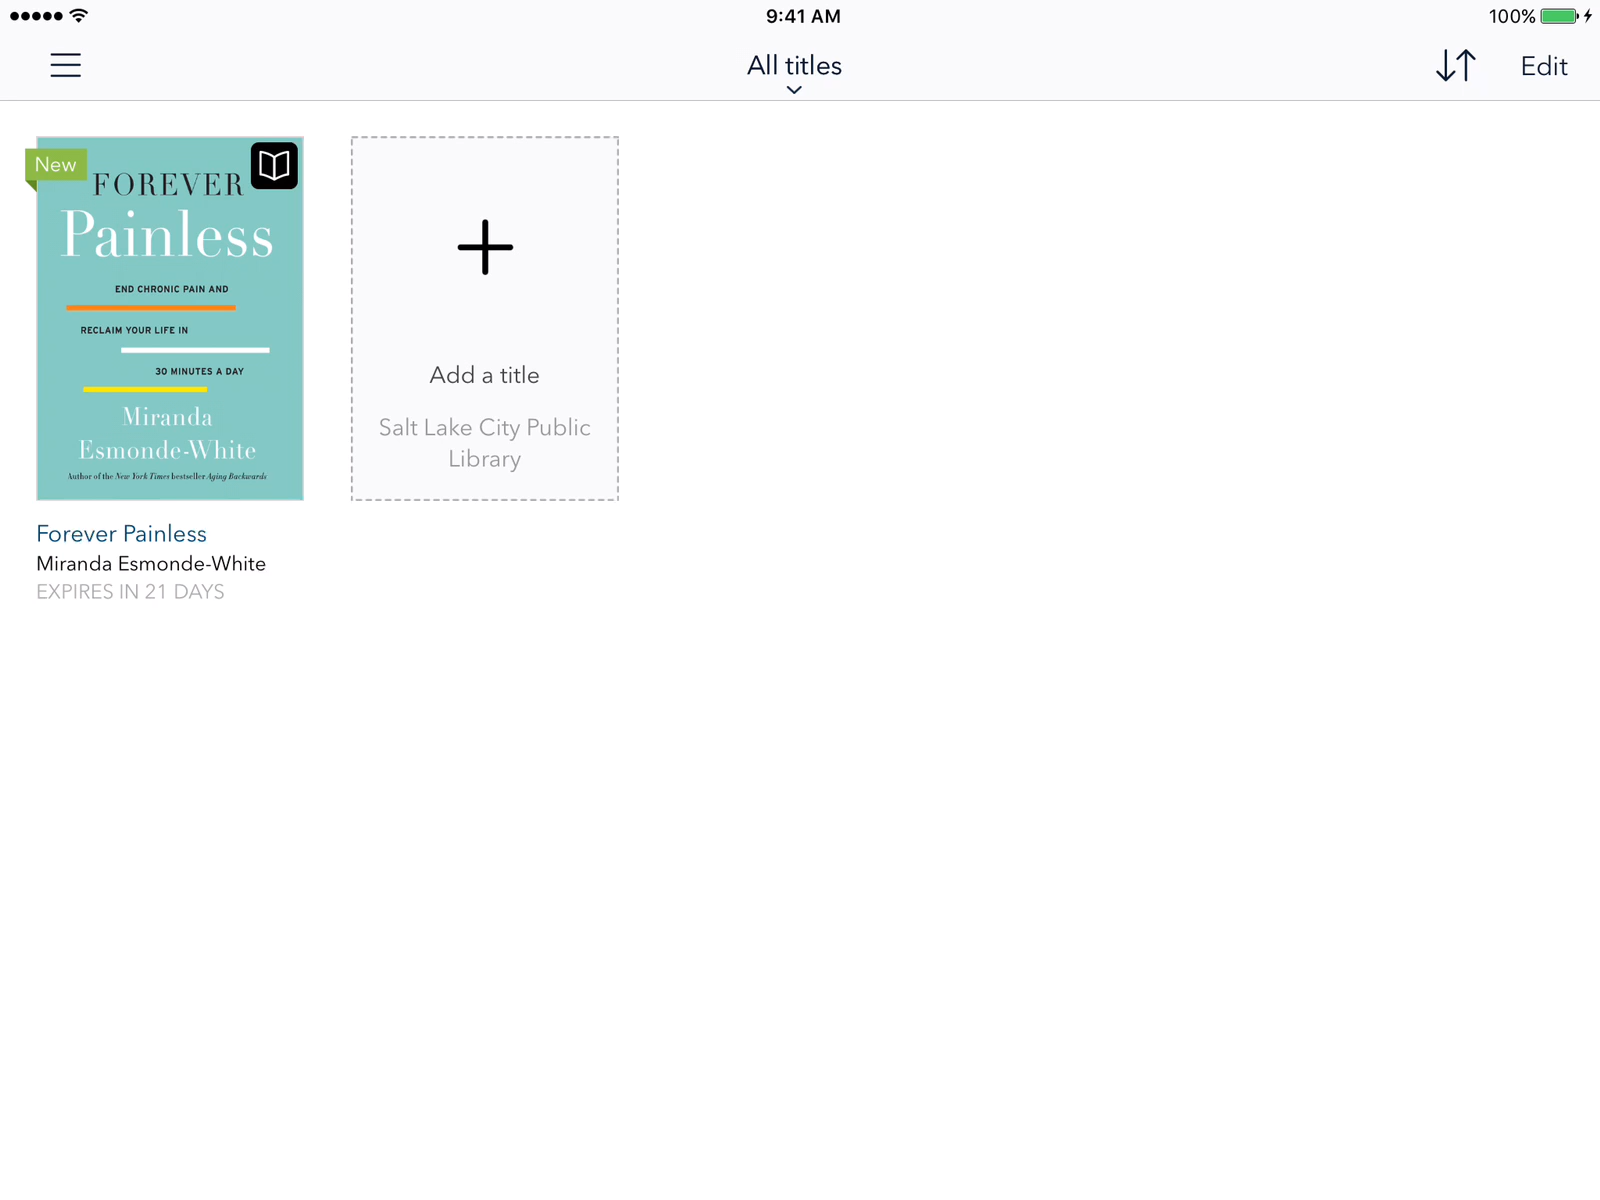 9:41 AM
100%
All titles
Edit
New
FOREVER
Painless
END CHRONIC PAIN AND
RECLAIM YOUR LIFE IN
30 MINUTES A DAY
Miranda
Esmonde-White
Author of the New York Times bestseller Aging Backwards
Forever Painless
Miranda Esmonde-White
EXPIRES IN 21 DAYS
Add a title
Salt Lake City Public
Library